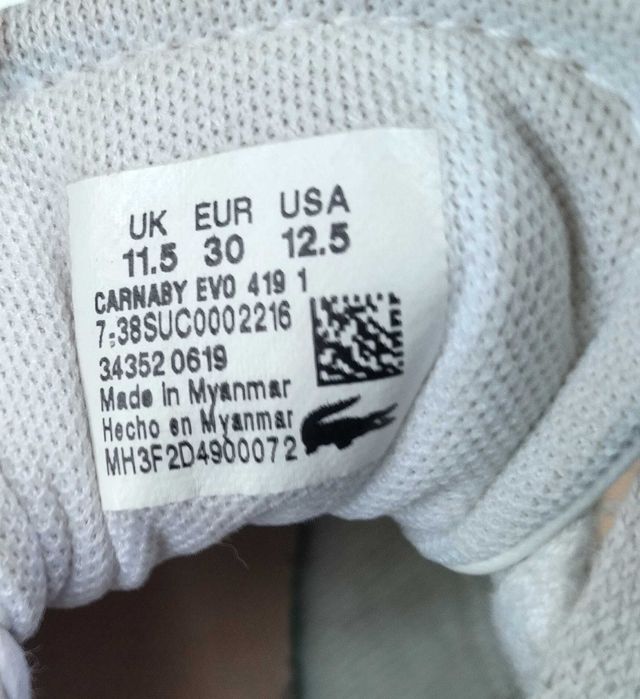 UK EUR USA
11.5 30 12.5
CARNABY EVO 419 1
7-38SUC0002216
34352 0619
Made in Myanmar
Hecho en Myanmar
MH3F2D4900072